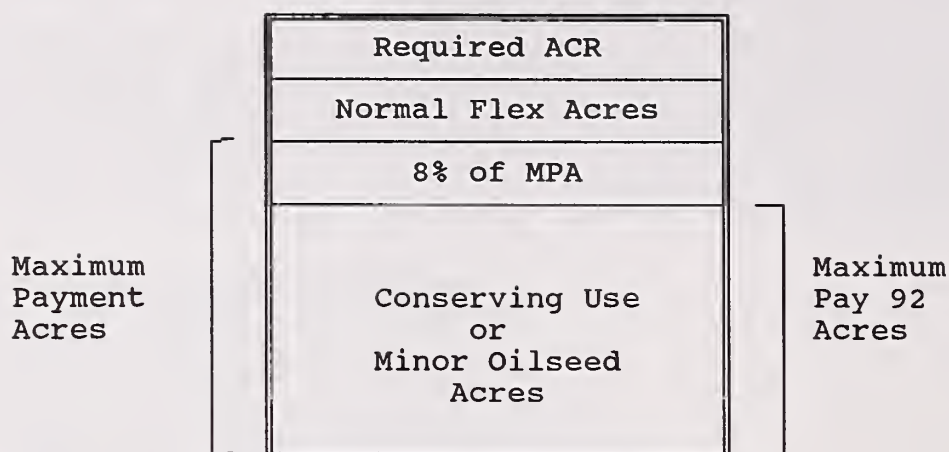 Required ACR
Normal Flex Acres
8% of MPA
Maximum
Payment
Acres
Conserving Use
or
Minor Oilseed
Acres
Maximum
Pay 92
Acres